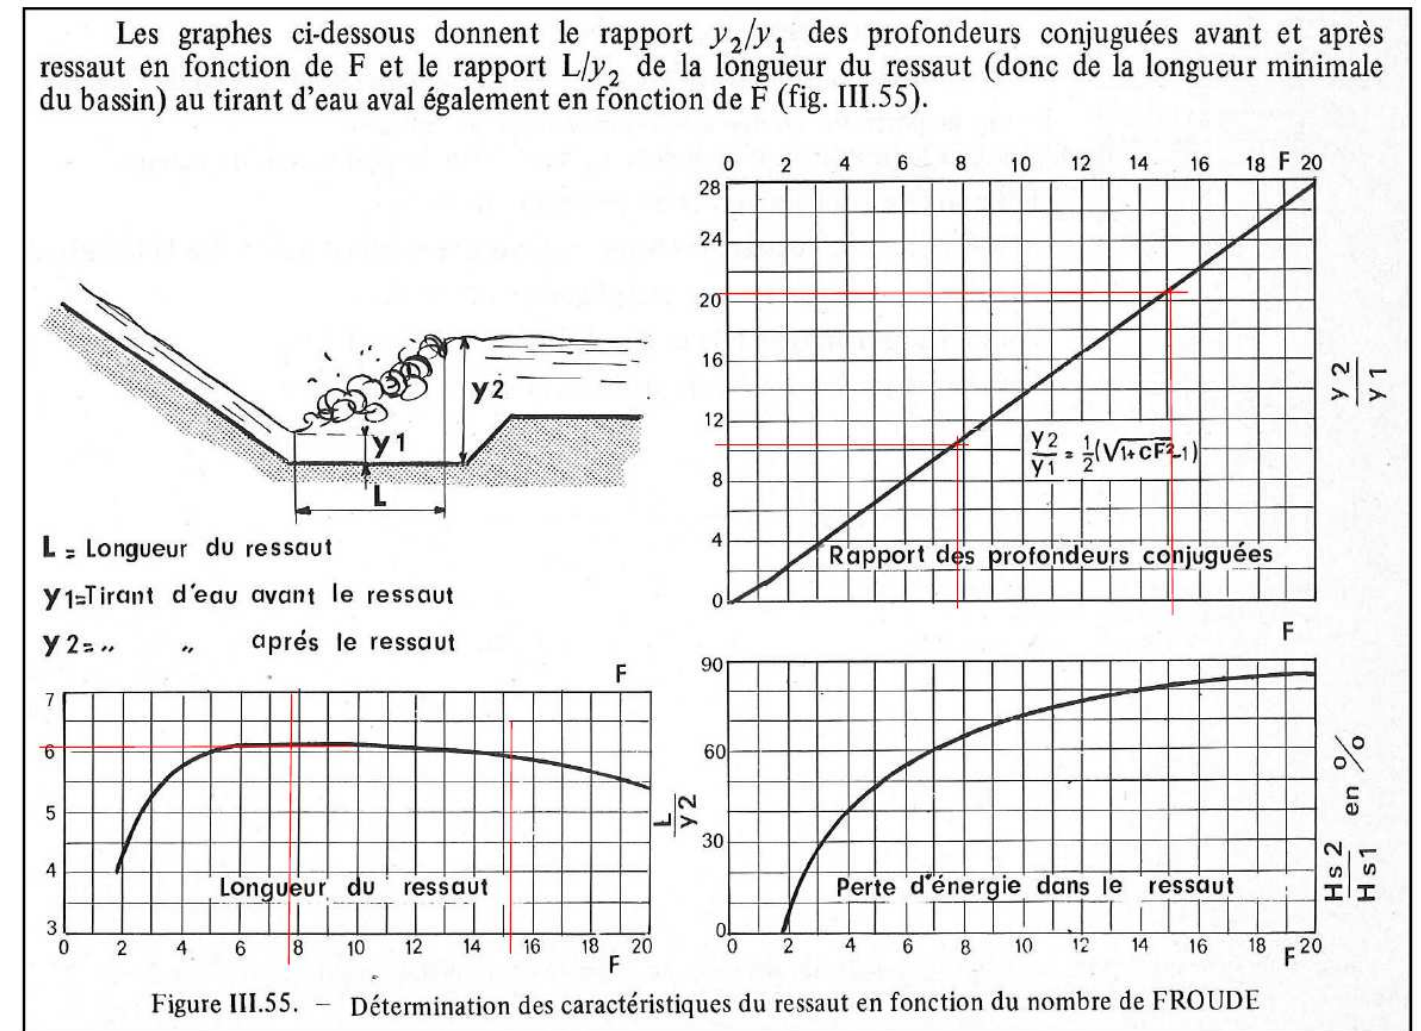 Les graphes ci-dessous donnent le rapport y2/y1 des profondeurs conjuguées avant et après
ressaut en fonction de F et le rapport L/y2 de la longueur du ressaut (donc de la longueur minimale
du bassin) au tirant d'eau aval également en fonction de F (fig. III.55).
0 2 4 6 8 10 12 14 16 18 F 20
28
24
20
16
12
8
4
0
y2/y1
y2/y1 = 1/2(√1+CF²-1)
Rapport des profondeurs conjuguées
F
y2
y1
L
L = Longueur du ressaut
y1=Tirant d'eau avant le ressaut
y2= " " aprés le ressaut
F
7
6
5
4
3
L/y2
Longueur du ressaut
0 2 4 6 8 10 12 14 16 18 20
F
90
60
30
0
Hs2/Hs1 en %
Perte d'énergie dans le ressaut
0 2 4 6 8 10 12 14 16 18 F 20
Figure III.55. – Détermination des caractéristiques du ressaut en fonction du nombre de FROUDE